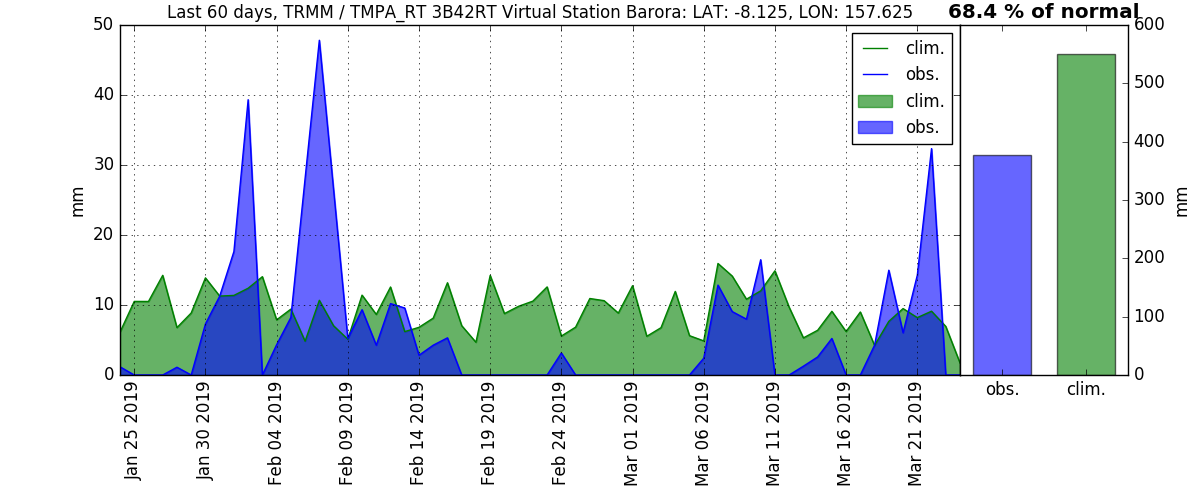 Last 60 days, TRMM / TMPA_RT 3B42RT Virtual Station Barora: LAT: -8.125, LON: 157.625
68.4 % of normal
50
40
30
20
10
0
mm
clim.
obs.
clim.
obs.
600
500
400
300
200
100
0
mm
obs.
clim.
Jan 25 2019
Jan 30 2019
Feb 04 2019
Feb 09 2019
Feb 14 2019
Feb 19 2019
Feb 24 2019
Mar 01 2019
Mar 06 2019
Mar 11 2019
Mar 16 2019
Mar 21 2019